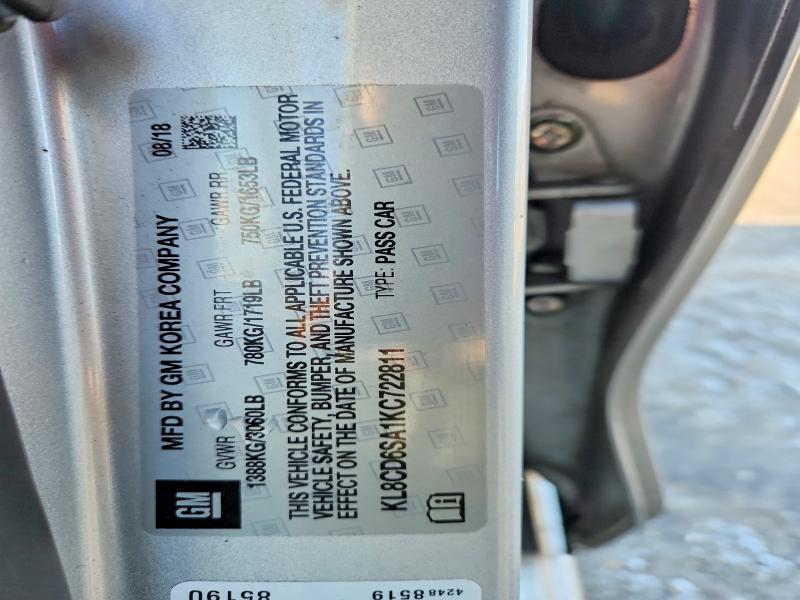 MFD BY GM KOREA COMPANY 08/18
GVWR GAWR FRT GAWR RR
1388KG/3060LB 780KG/1719LB 750KG/1653LB
THIS VEHICLE CONFORMS TO ALL APPLICABLE U.S. FEDERAL MOTOR
VEHICLE SAFETY, BUMPER, AND THEFT PREVENTION STANDARDS IN
EFFECT ON THE DATE OF MANUFACTURE SHOWN ABOVE.
KL8CD6SA1KC722811 TYPE: PASS CAR
GM
85190
4248 8519